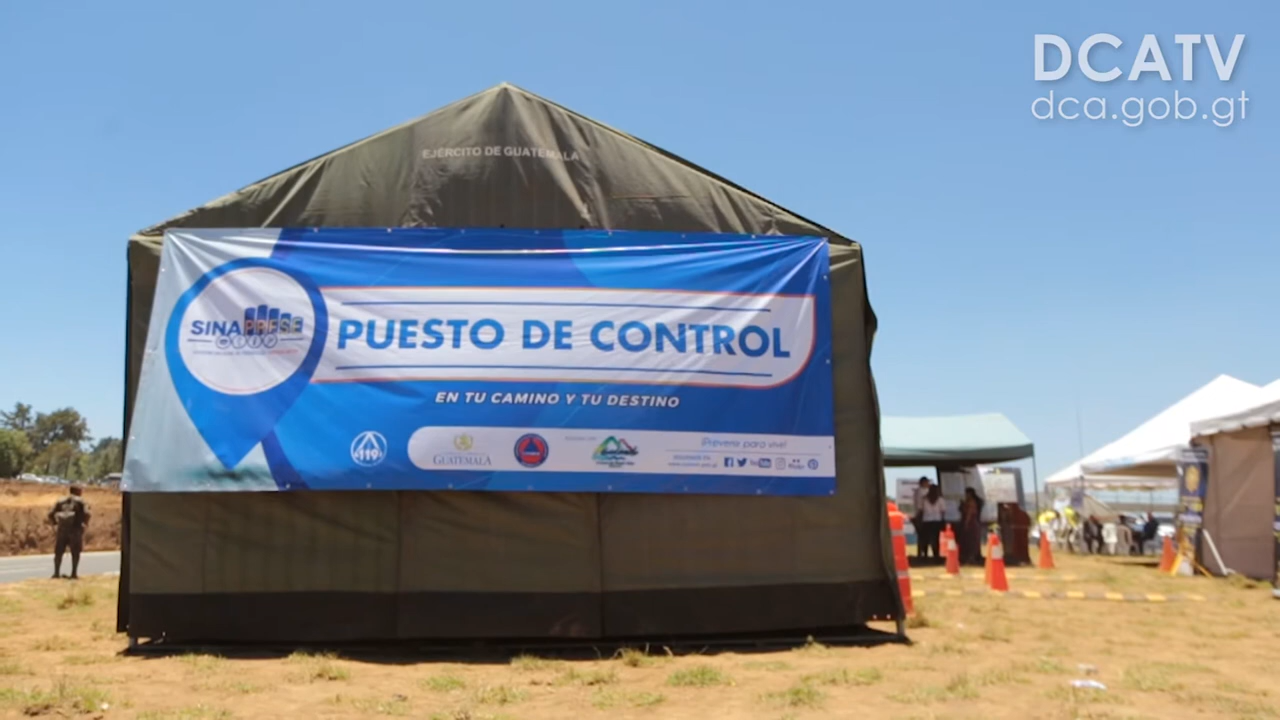 DCATV
dca.gob.gt
EJÉRCITO DE GUATEMALA
SINAPRESE
PUESTO DE CONTROL
EN TU CAMINO Y TU DESTINO
119
GUATEMALA
¡Prevenir para vivir!